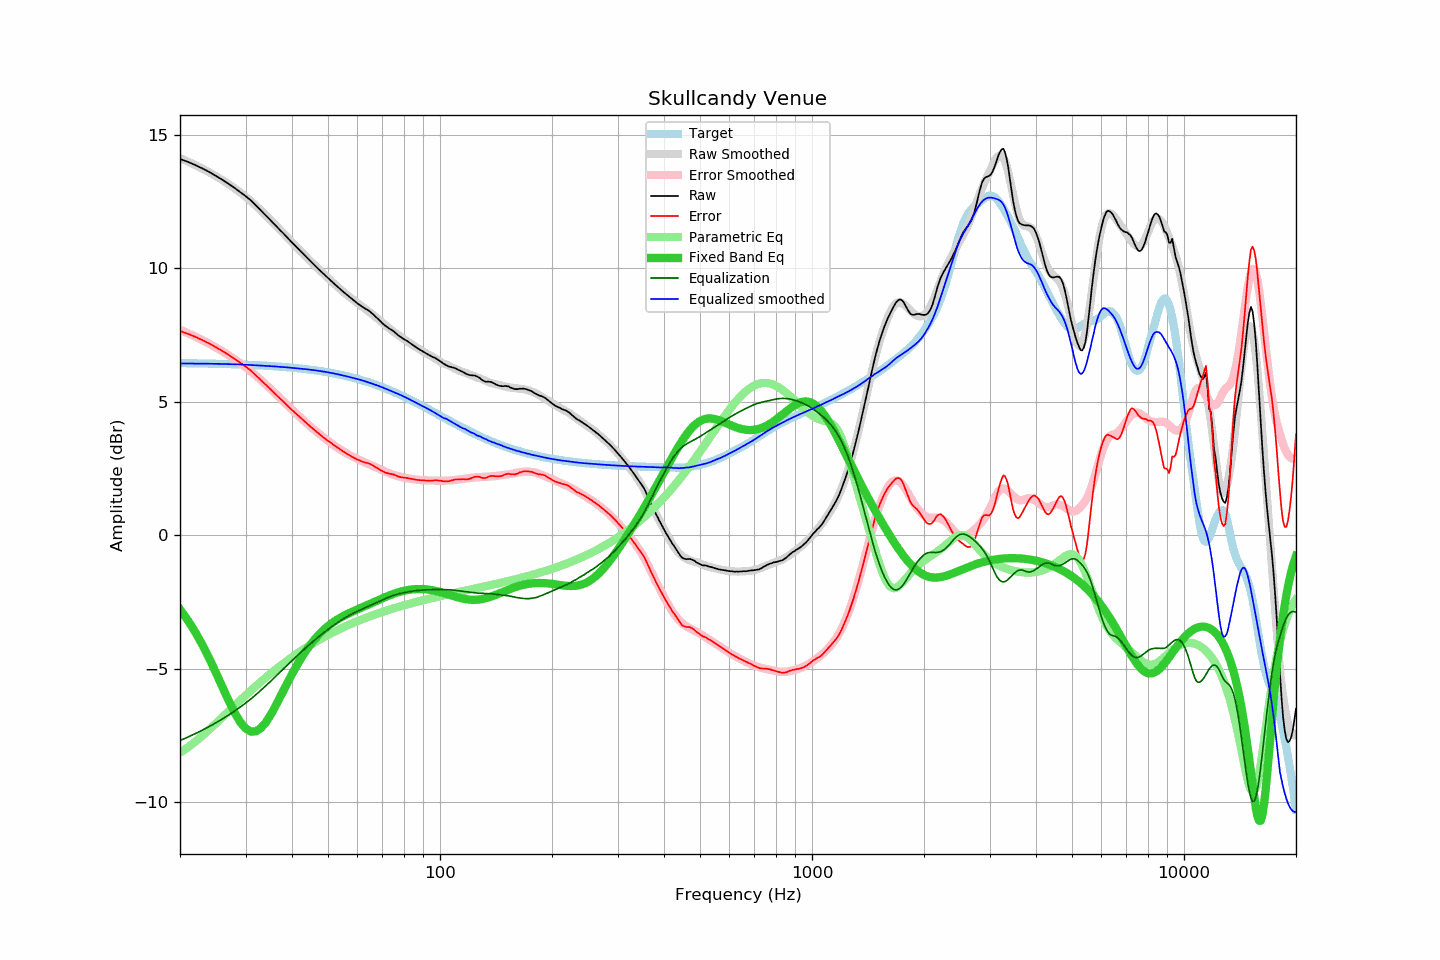 Skullcandy Venue
Target
Raw Smoothed
Error Smoothed
Raw
Error
Parametric Eq
Fixed Band Eq
Equalization
Equalized smoothed
15
10
5
0
−5
−10
Amplitude (dBr)
100
1000
10000
Frequency (Hz)